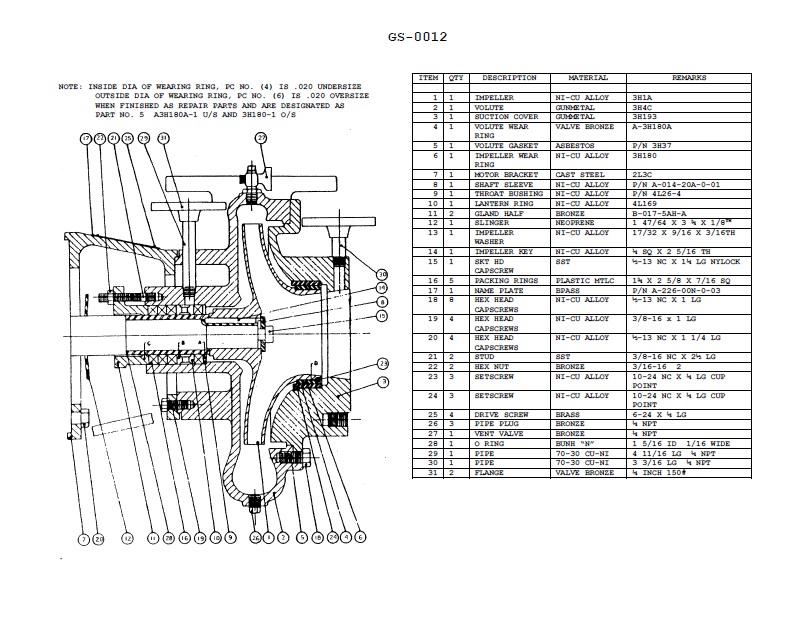 GS-0012
NOTE: INSIDE DIA OF WEARING RING, PC NO. (4) IS .020 UNDERSIZE
OUTSIDE DIA OF WEARING RING, PC NO. (6) IS .020 OVERSIZE
WHEN FINISHED AS REPAIR PARTS AND ARE DESIGNATED AS
PART NO. 5 A3H180A-1 U/S AND 3H180-1 O/S
ITEM QTY DESCRIPTION MATERIAL REMARKS
1 1 IMPELLER NI-CU ALLOY 3H1A
2 1 VOLUTE GUNMETAL 3H4C
3 1 SUCTION COVER GUNMETAL 3H193
4 1 VOLUTE WEAR VALVE BRONZE A-3H180A
RING
5 1 VOLUTE GASKET ASBESTOS P/N 3H37
6 1 IMPELLER WEAR NI-CU ALLOY 3H180
RING
7 1 MOTOR BRACKET CAST STEEL 2L3C
8 1 SHAFT SLEEVE NI-CU ALLOY P/N A-014-20A-0-01
9 1 THROAT BUSHING NI-CU ALLOY P/N 4L26-4
10 1 LANTERN RING NI-CU ALLOY 4L169
11 2 GLAND HALF BRONZE B-017-5AH-A
12 1 SLINGER NEOPRENE 1 47/64 X 3 ¼ X 1/8TH
13 1 IMPELLER NI-CU ALLOY 17/32 X 9/16 X 3/16TH
WASHER
14 1 IMPELLER KEY NI-CU ALLOY ¼ SQ X 2 5/16 TH
15 1 SKT HD SST ½-13 NC X 1¼ LG NYLOCK
CAPSCREW
16 5 PACKING RINGS PLASTIC MTLC 1¾ X 2 5/8 X 7/16 SQ
17 1 NAME PLATE BPASS P/N A-226-00N-0-03
18 8 HEX HEAD NI-CU ALLOY ½-13 NC X 1 LG
CAPSCREWS
19 4 HEX HEAD NI-CU ALLOY 3/8-16 x 1 LG
CAPSCREWS
20 4 HEX HEAD NI-CU ALLOY ½-13 NC X 1 1/4 LG
CAPSCREWS
21 2 STUD SST 3/8-16 NC X 2½ LG
22 2 HEX NUT BRONZE 3/16-16 2
23 3 SETSCREW NI-CU ALLOY 10-24 NC X ¼ LG CUP
POINT
24 3 SETSCREW NI-CU ALLOY 10-24 NC X ¼ LG CUP
POINT
25 4 DRIVE SCREW BRASS 6-24 X ¼ LG
26 3 PIPE PLUG BRONZE ¼ NPT
27 1 VENT VALVE BRONZE ¼ NPT
28 1 O RING BUNH "N" 1 5/16 ID 1/16 WIDE
29 1 PIPE 70-30 CU-NI 4 11/16 LG ¼ NPT
30 1 PIPE 70-30 CU-NI 3 3/16 LG ¼ NPT
31 2 FLANGE VALVE BRONZE ¼ INCH 150#
17 22 21 25 29 31 27
30
14
8
15
C B A
D
23
3
7 20 12 11 28 16 19 10 9 26 1 2 5 18 24 4 6